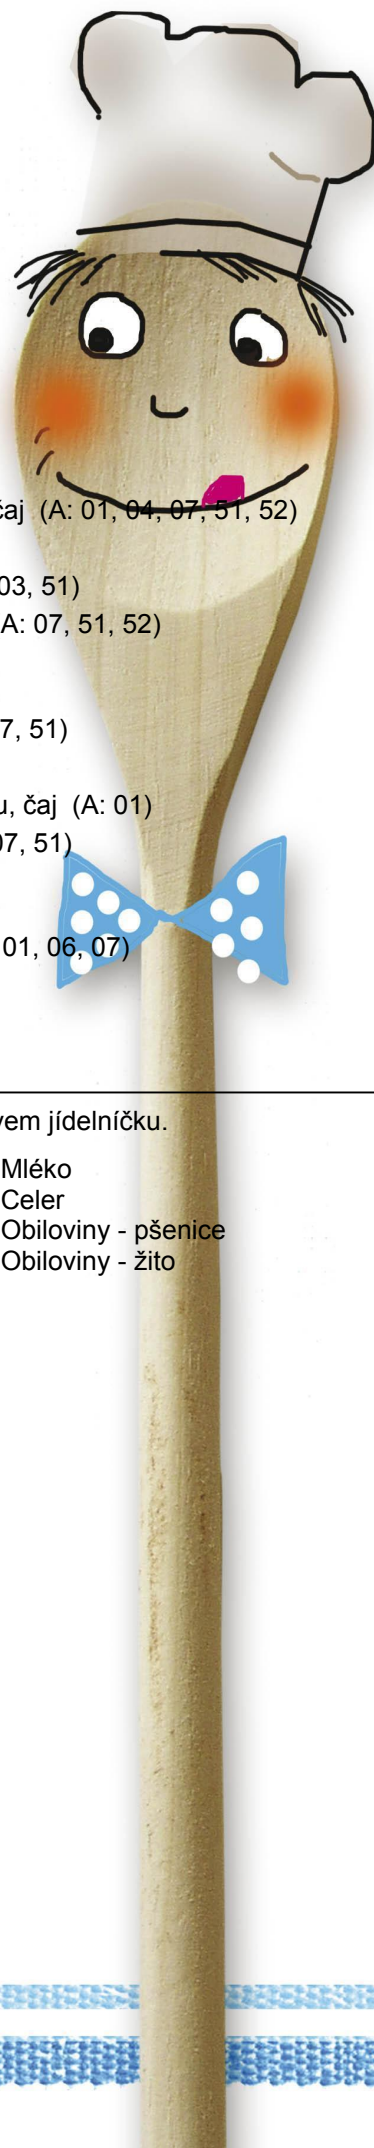 čaj (A: 01, 04, 07, 51, 52)
03, 51)
A: 07, 51, 52)
7, 51)
u, čaj (A: 01)
07, 51)
01, 06, 07)
vem jídelníčku.
Mléko
Celer
Obiloviny - pšenice
Obiloviny - žito